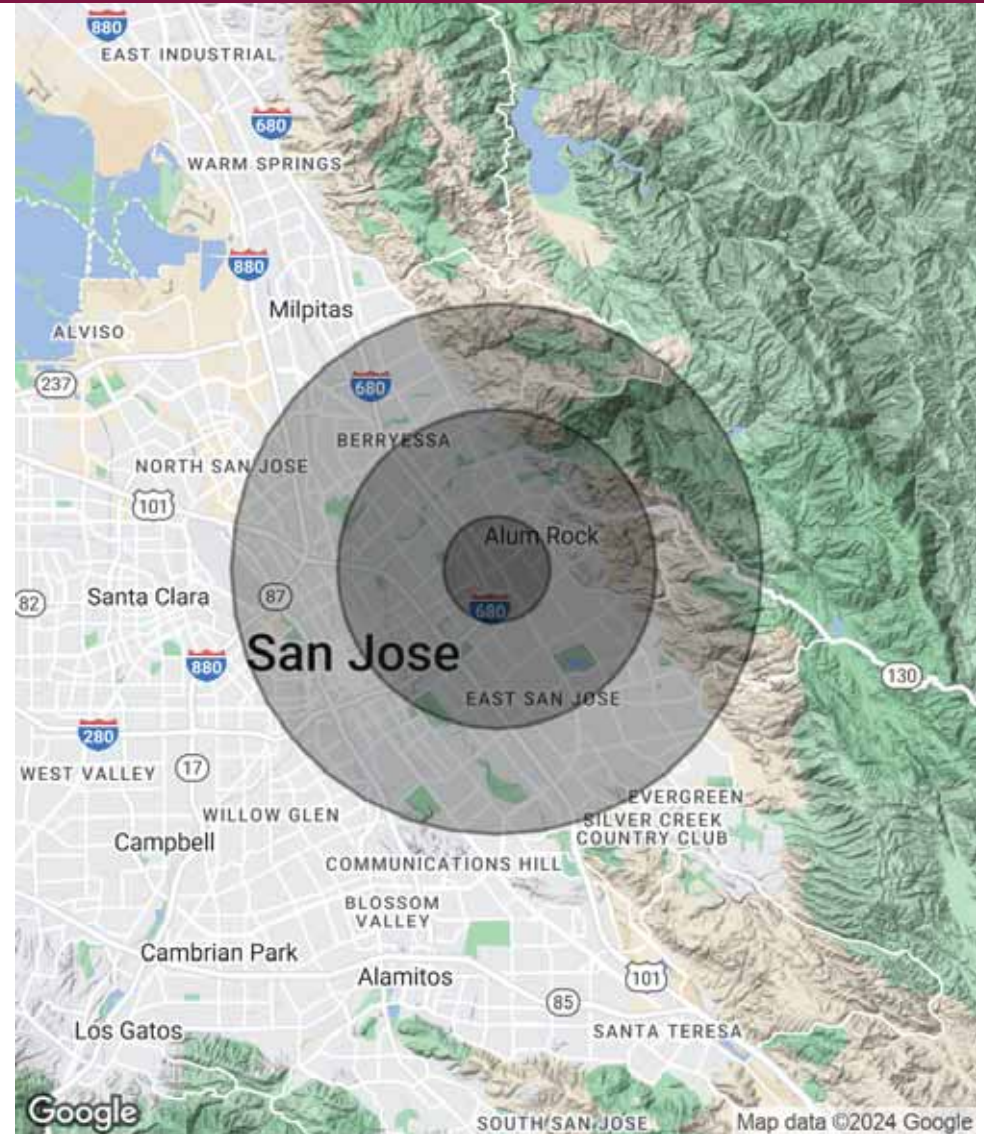 880
EAST INDUSTRIAL
680
WARM SPRINGS
880
Milpitas
ALVISO
237
680
BERRYESSA
NORTH SAN JOSE
101
Alum Rock
82
Santa Clara
87
680
San Jose
880
EAST SAN JOSE
130
280
WEST VALLEY
17
EVERGREEN
WILLOW GLEN
SILVER CREEK
COUNTRY CLUB
Campbell
COMMUNICATIONS HILL
BLOSSOM
VALLEY
Cambrian Park
Alamitos
101
85
Los Gatos
SANTA TERESA
Google
SOUTH SAN JOSE
Map data ©2024 Google